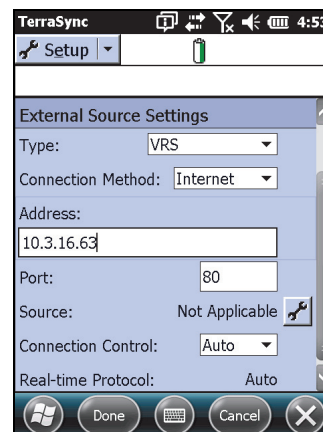 TerraSync 4:53
Setup
External Source Settings
Type: VRS
Connection Method: Internet
Address:
10.3.16.63
Port: 80
Source: Not Applicable
Connection Control: Auto
Real-time Protocol: Auto
Done Cancel